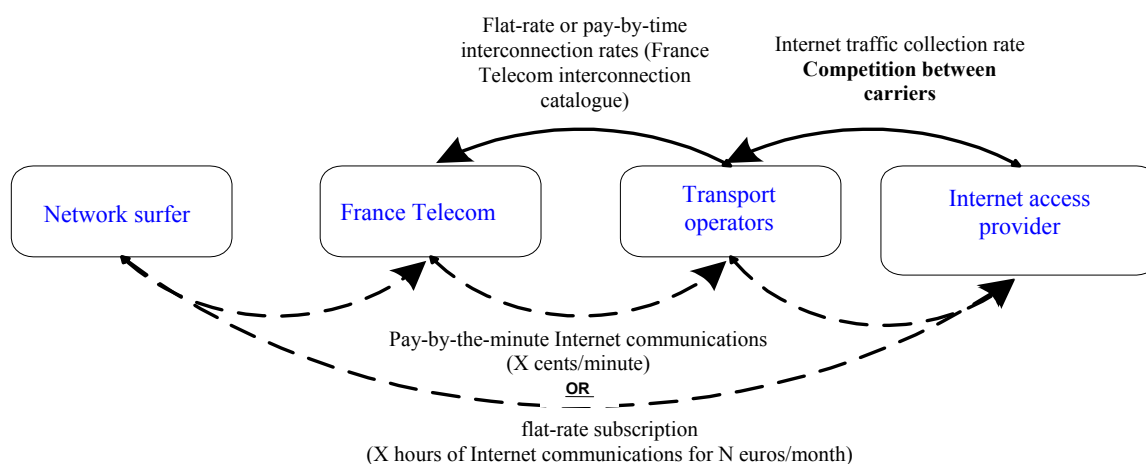 Flat-rate or pay-by-time
interconnection rates (France
Telecom interconnection
catalogue)
Internet traffic collection rate
Competition between
carriers
Network surfer
France Telecom
Transport
operators
Internet access
provider
Pay-by-the-minute Internet communications
(X cents/minute)
OR
flat-rate subscription
(X hours of Internet communications for N euros/month)